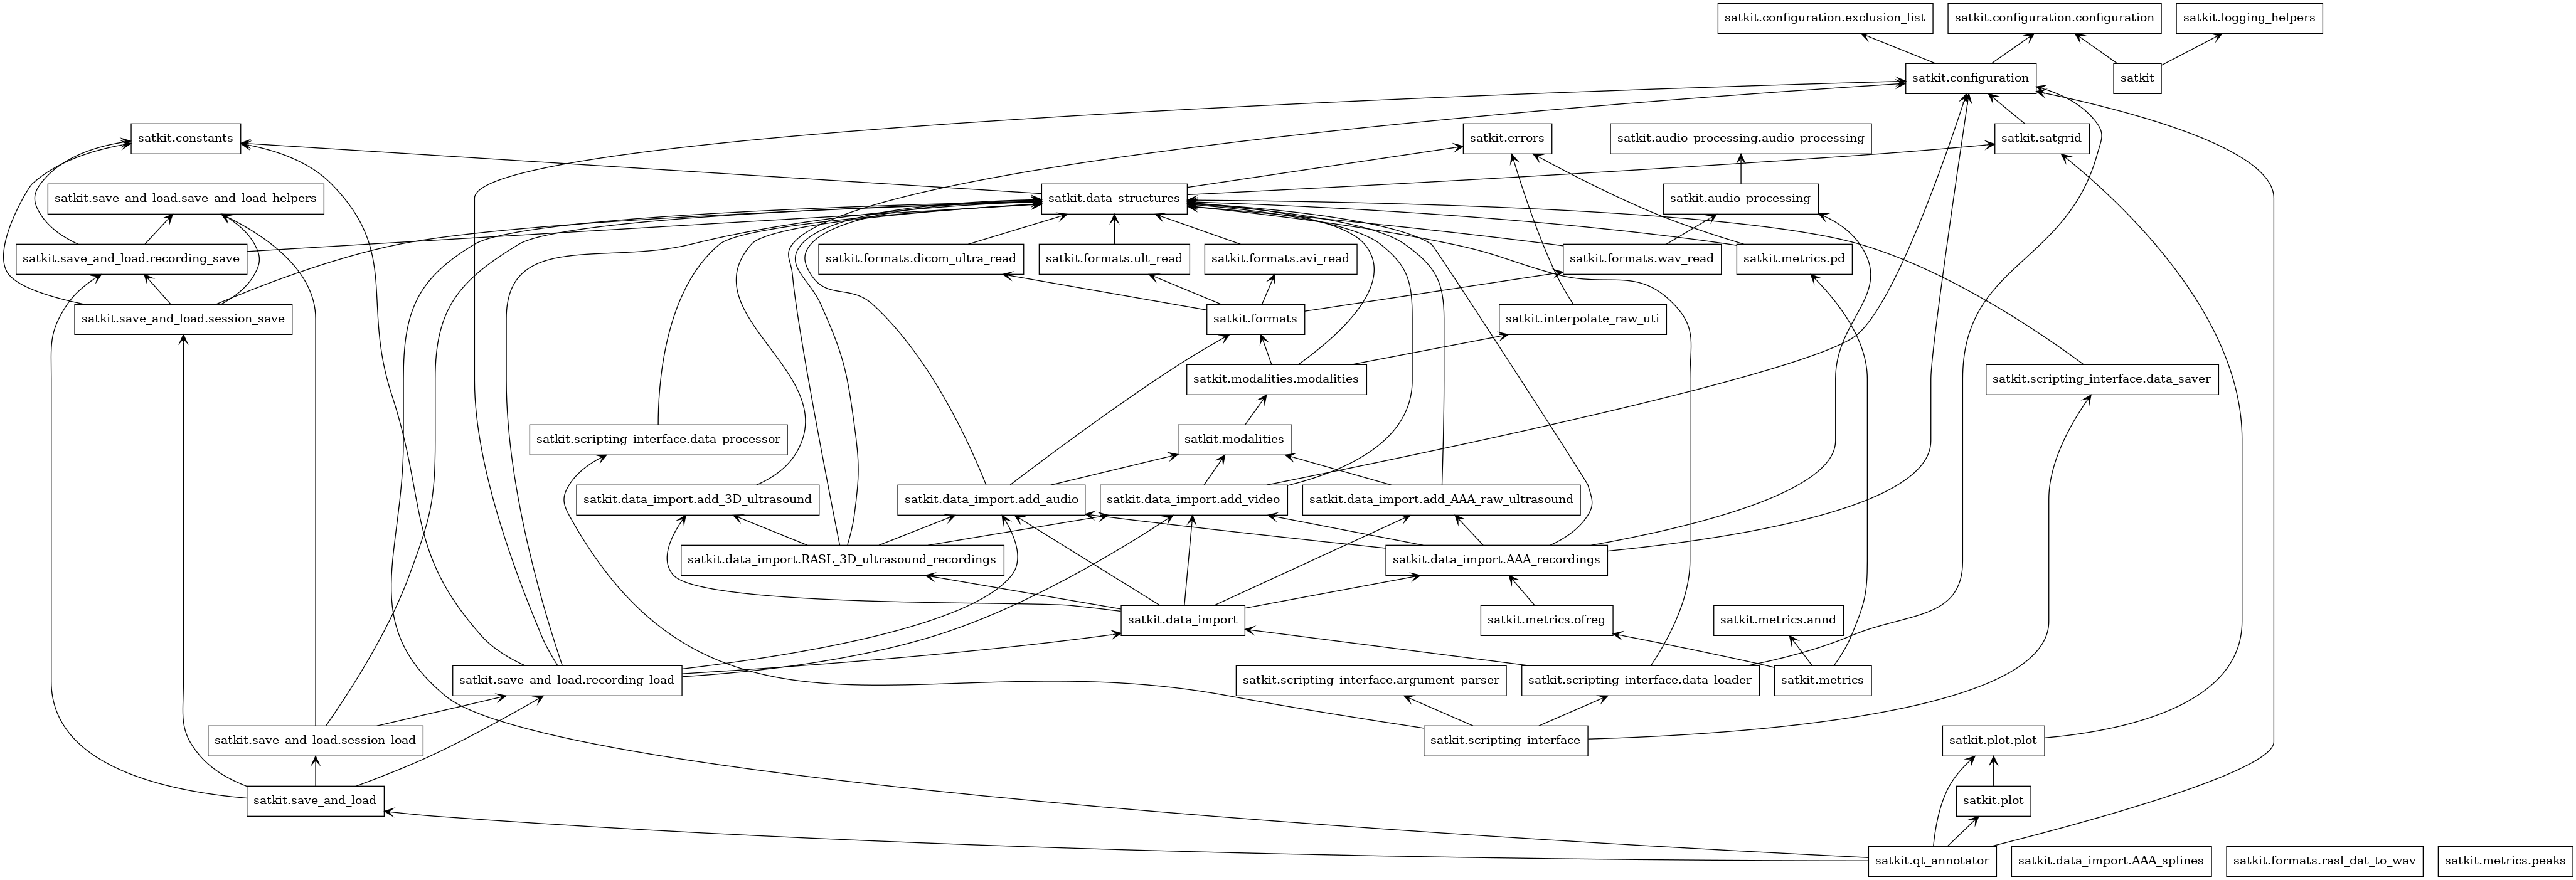 satkit.configuration.exclusion_list
satkit.configuration.configuration
satkit.logging_helpers
satkit.configuration
satkit
satkit.constants
satkit.errors
satkit.audio_processing.audio_processing
satkit.satgrid
satkit.save_and_load.save_and_load_helpers
satkit.data_structures
satkit.audio_processing
satkit.save_and_load.recording_save
satkit.formats.dicom_ultra_read
satkit.formats.ult_read
satkit.formats.avi_read
satkit.formats.wav_read
satkit.metrics.pd
satkit.save_and_load.session_save
satkit.formats
satkit.interpolate_raw_uti
satkit.modalities.modalities
satkit.scripting_interface.data_saver
satkit.scripting_interface.data_processor
satkit.modalities
satkit.data_import.add_3D_ultrasound
satkit.data_import.add_audio
satkit.data_import.add_video
satkit.data_import.add_AAA_raw_ultrasound
satkit.data_import.RASL_3D_ultrasound_recordings
satkit.data_import.AAA_recordings
satkit.data_import
satkit.metrics.ofreg
satkit.metrics.annd
satkit.save_and_load.recording_load
satkit.scripting_interface.argument_parser
satkit.scripting_interface.data_loader
satkit.metrics
satkit.save_and_load.session_load
satkit.scripting_interface
satkit.plot.plot
satkit.save_and_load
satkit.plot
satkit.qt_annotator
satkit.data_import.AAA_splines
satkit.formats.rasl_dat_to_wav
satkit.metrics.peaks